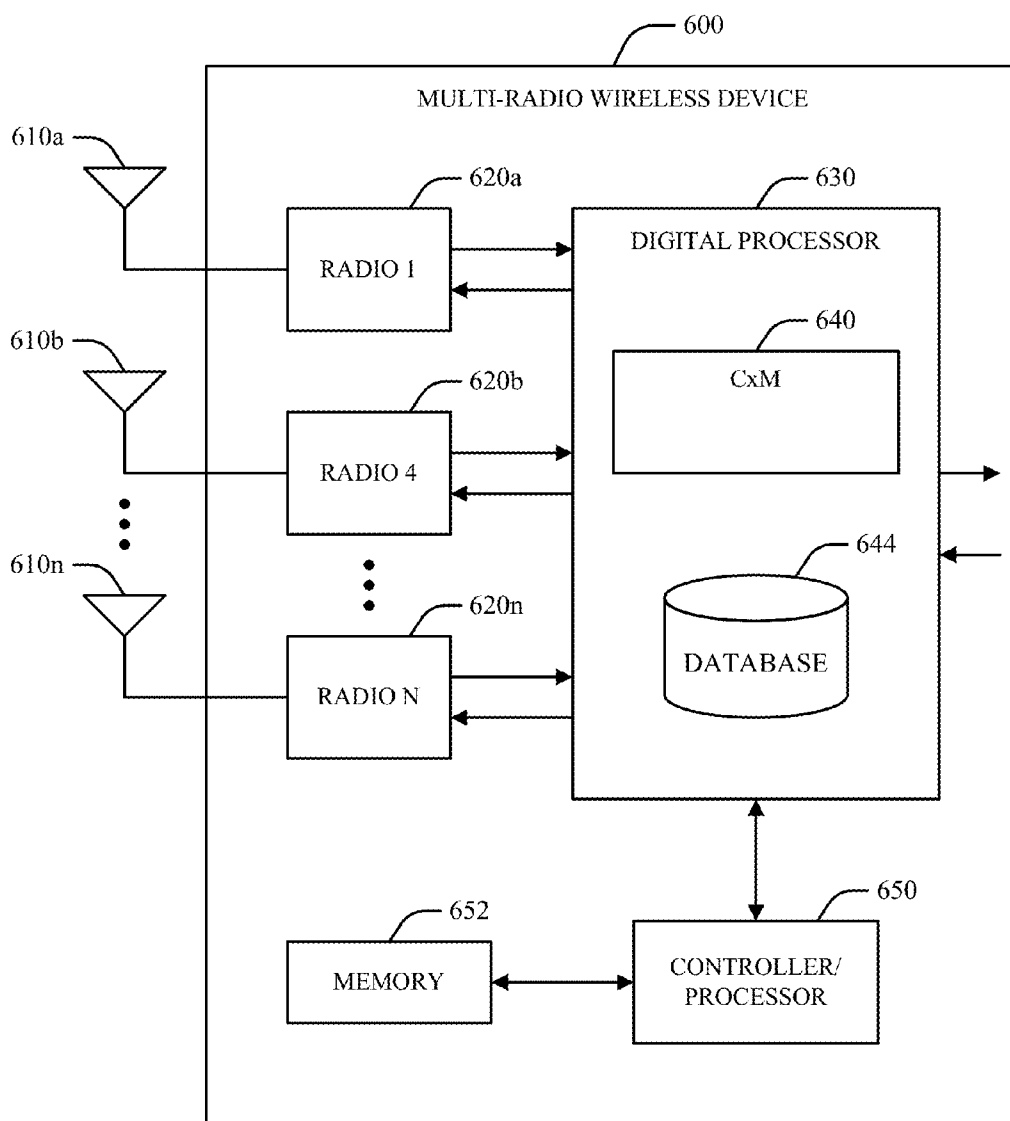 600
MULTI-RADIO WIRELESS DEVICE
610a
620a
630
RADIO 1
DIGITAL PROCESSOR
640
CxM
610b
620b
RADIO 4
610n
620n
644
RADIO N
DATABASE
652
650
MEMORY
CONTROLLER/
PROCESSOR